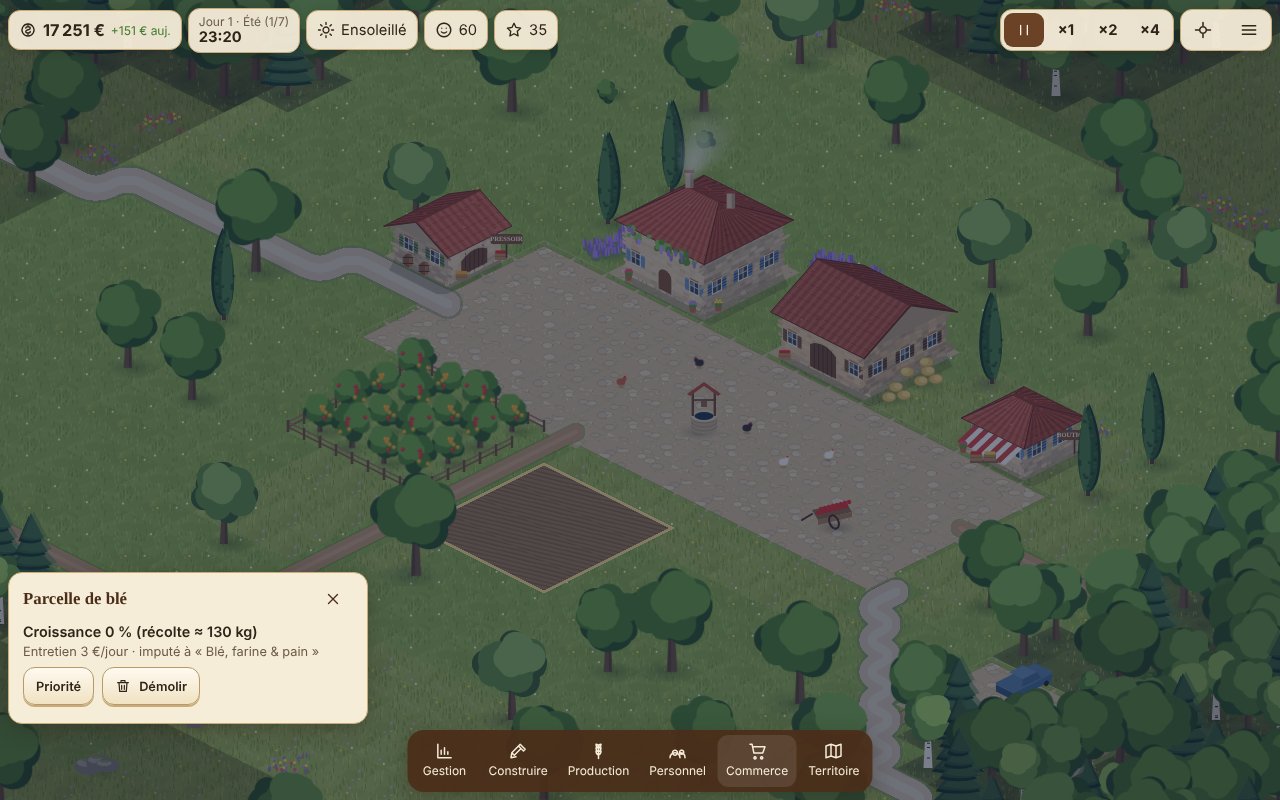 17 251 € +151 € auj.
Jour 1 · Été (1/7)
23:20
Ensoleillé
60
35
×1
×2
×4
PRESSOIR
Parcelle de blé
Croissance 0 % (récolte ≈ 130 kg)
Entretien 3 €/jour · imputé à « Blé, farine & pain »
Priorité
Démolir
Gestion
Construire
Production
Personnel
Commerce
Territoire